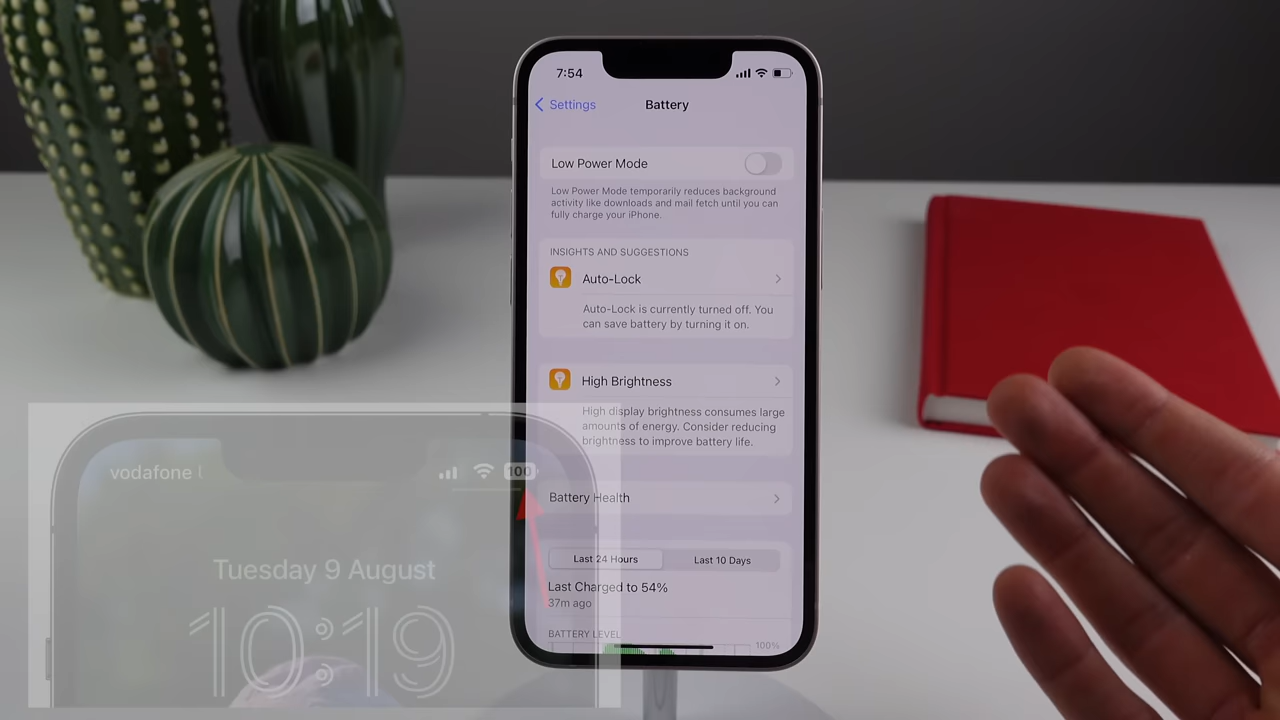 7:54
Settings
Battery
Low Power Mode
Low Power Mode temporarily reduces background
activity like downloads and mail fetch until you can
fully charge your iPhone.
INSIGHTS AND SUGGESTIONS
Auto-Lock
Auto-Lock is currently turned off. You
can save battery by turning it on.
High Brightness
High display brightness consumes large
amounts of energy. Consider reducing
brightness to improve battery life.
Battery Health
Last 24 Hours
Last 10 Days
Last Charged to 54%
37m ago
BATTERY LEVEL
100%
vodafone
100
Tuesday 9 August
10:19